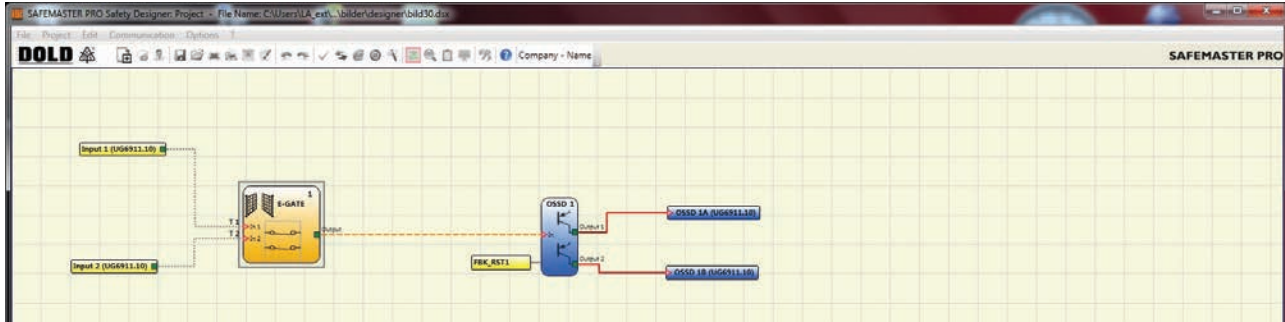 SAFEMASTER PRO Safety Designer: Project - File Name: C:\Users\LA_ext\...\bilder\designer\bild30.dsx
File Project Edit Communication Options ?
DOLD Company - Name SAFEMASTER PRO
Input 1 (UG6911.10)
1
E-GATE
OSSD 1
OSSD 1A (UG6911.10)
T 1 In 1 Output 1
T 2 In 2 Output In
Input 2 (UG6911.10) FBK_RST1 Output 2
OSSD 1B (UG6911.10)